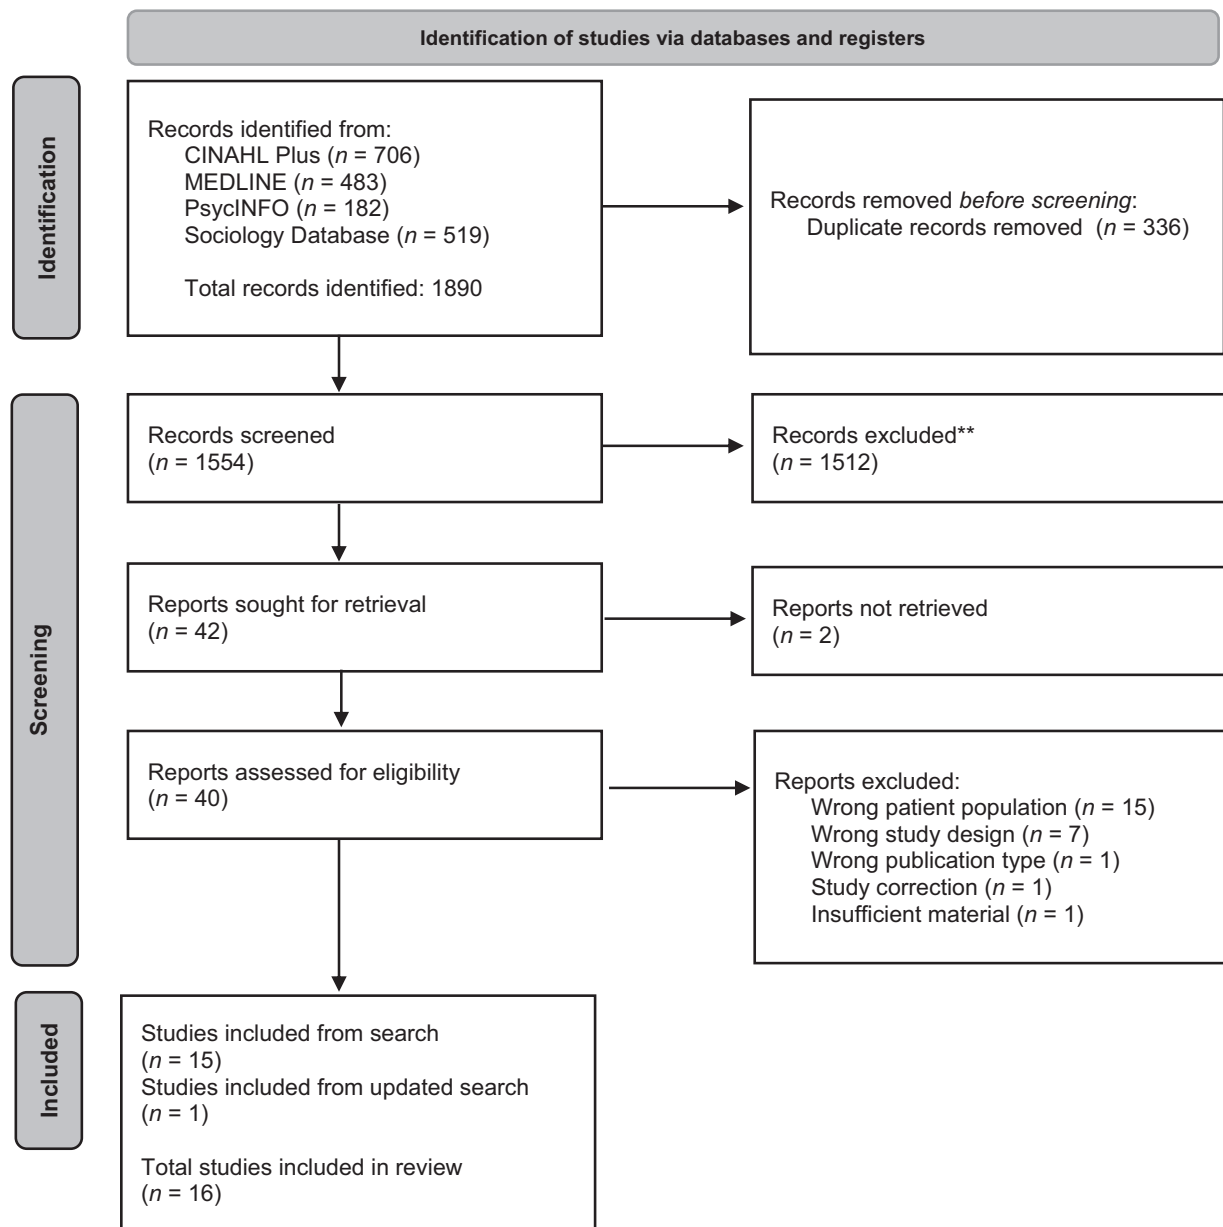 Identification of studies via databases and registers
Identification
Records identified from:
CINAHL Plus (n = 706)
MEDLINE (n = 483)
PsycINFO (n = 182)
Sociology Database (n = 519)
Total records identified: 1890
Records removed before screening:
Duplicate records removed (n = 336)
Screening
Records screened
(n = 1554)
Records excluded**
(n = 1512)
Reports sought for retrieval
(n = 42)
Reports not retrieved
(n = 2)
Reports assessed for eligibility
(n = 40)
Reports excluded:
Wrong patient population (n = 15)
Wrong study design (n = 7)
Wrong publication type (n = 1)
Study correction (n = 1)
Insufficient material (n = 1)
Included
Studies included from search
(n = 15)
Studies included from updated search
(n = 1)
Total studies included in review
(n = 16)